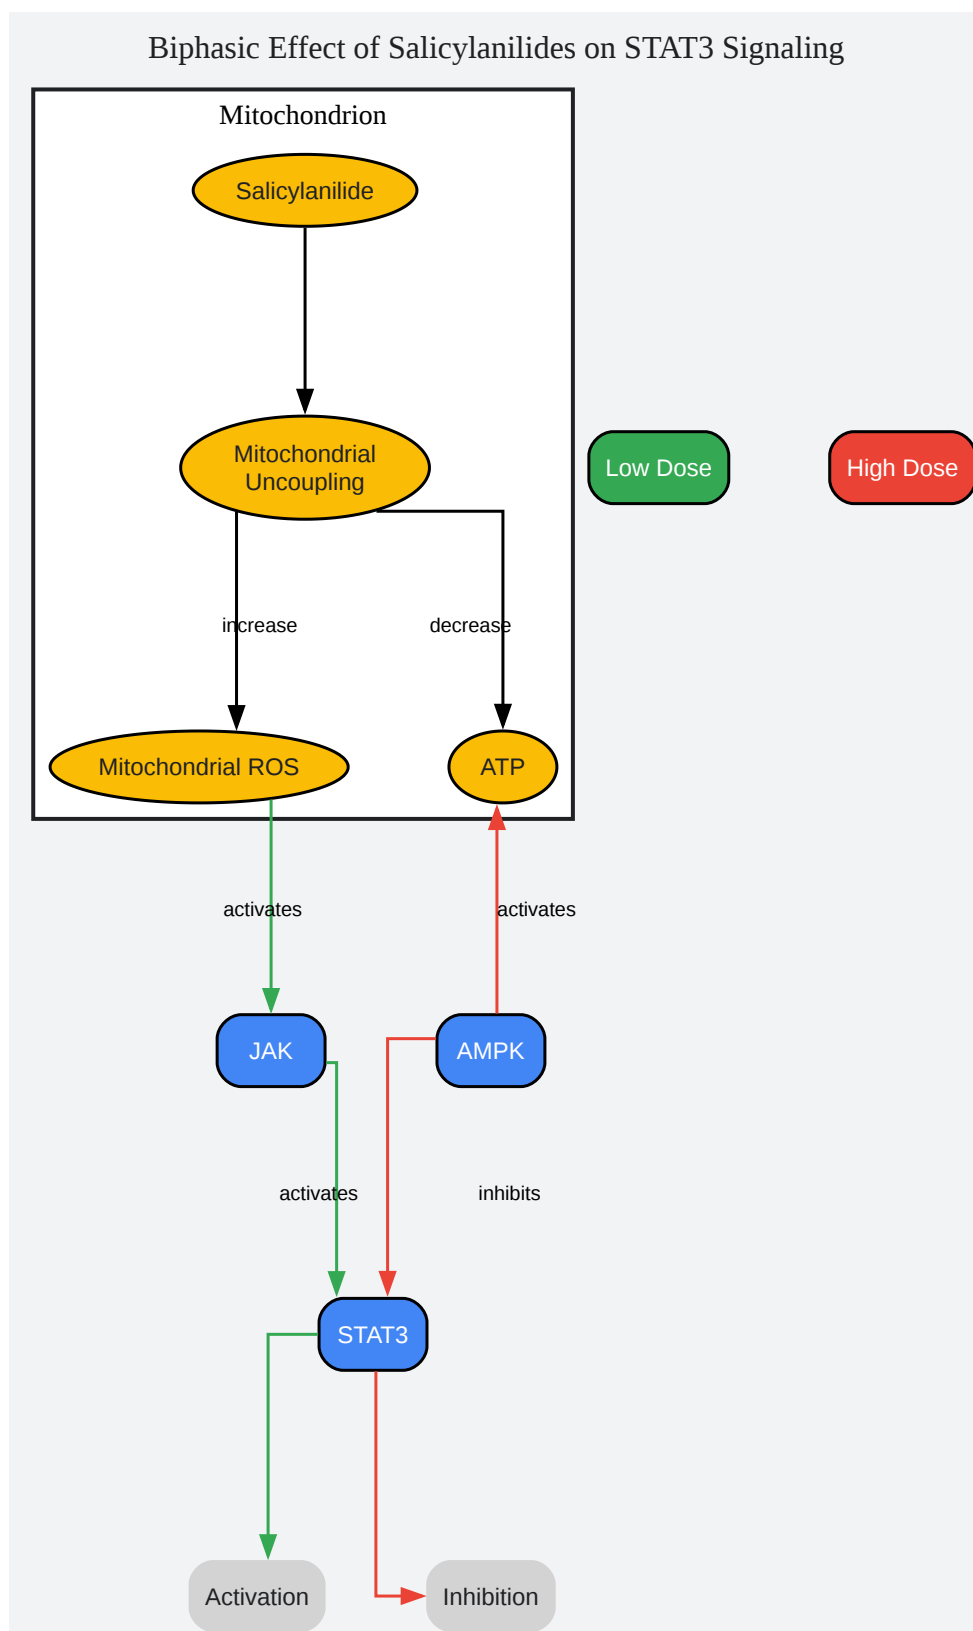 Biphasic Effect of Salicylanilides on STAT3 Signaling
Mitochondrion
Salicylanilide
Mitochondrial
Uncoupling
Low Dose
High Dose
increase
decrease
Mitochondrial ROS
ATP
activates
activates
JAK
AMPK
activates
inhibits
STAT3
Activation
Inhibition